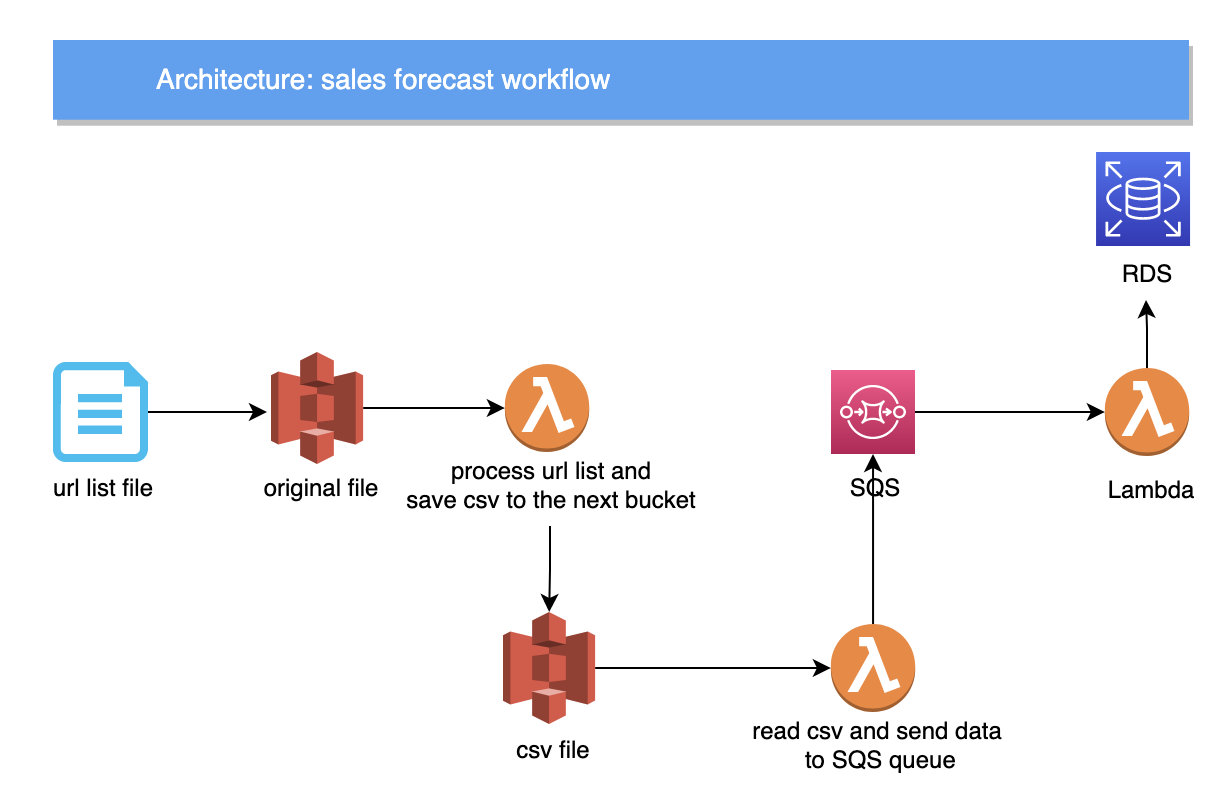 Architecture: sales forecast workflow
RDS
url list file
original file
process url list and
save csv to the next bucket
SQS
Lambda
csv file
read csv and send data
to SQS queue